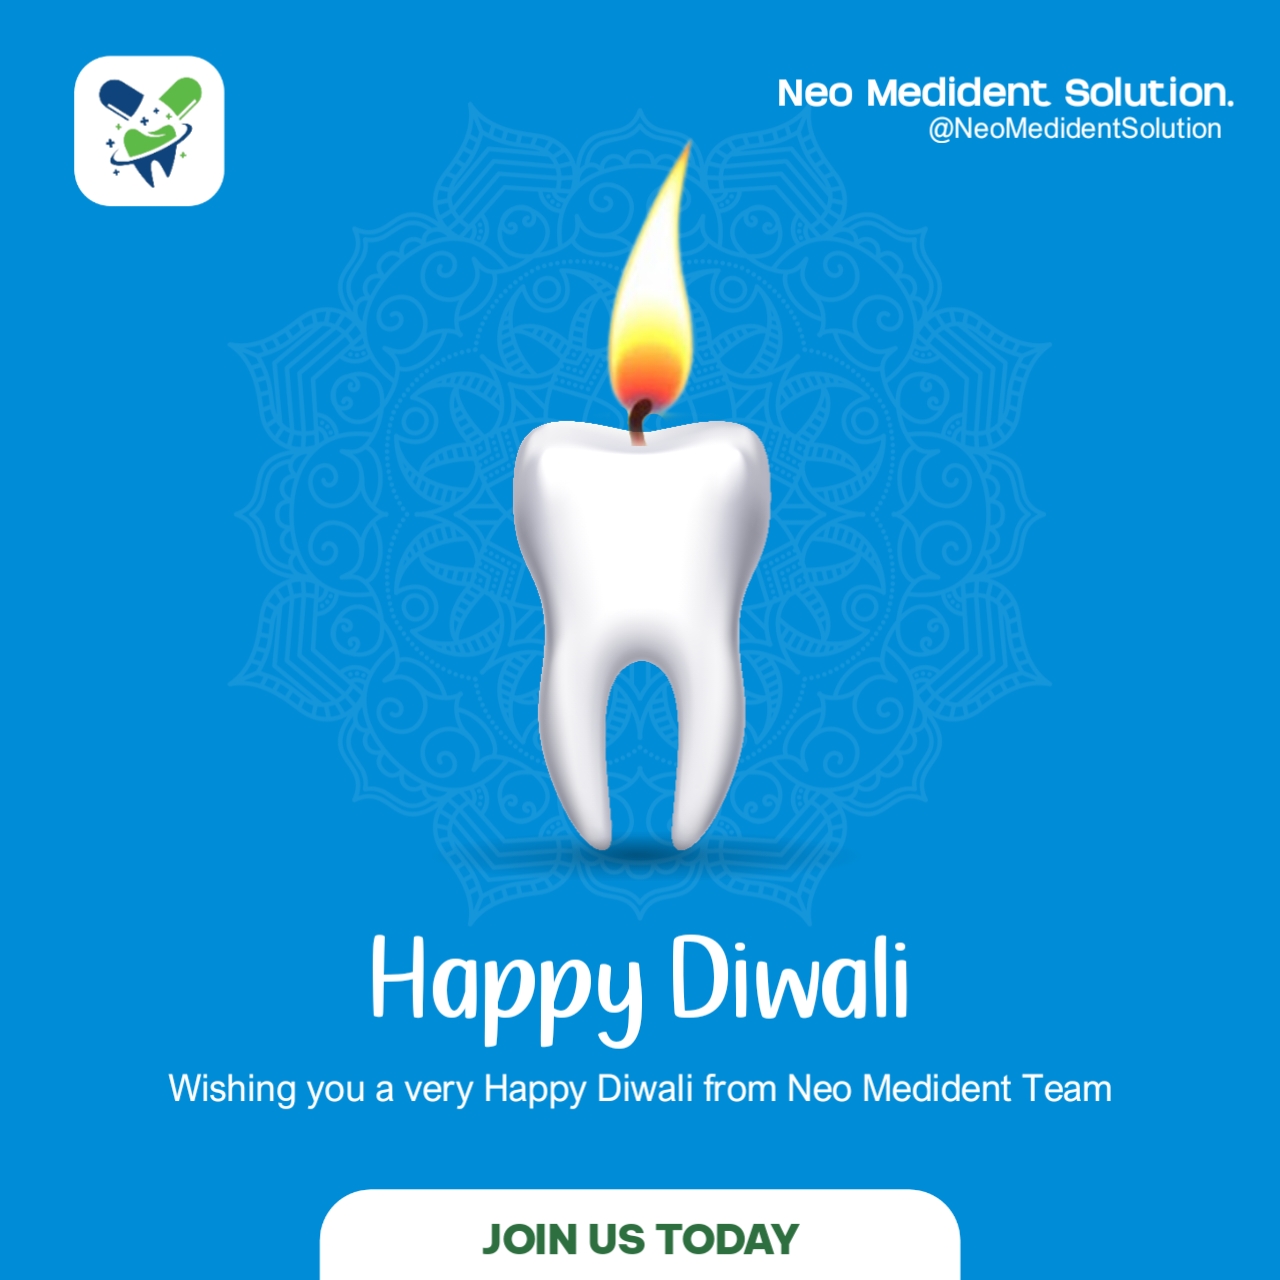 Neo Medident Solution.
@NeoMedidentSolution
Happy Diwali
Wishing you a very Happy Diwali from Neo Medident Team
JOIN US TODAY